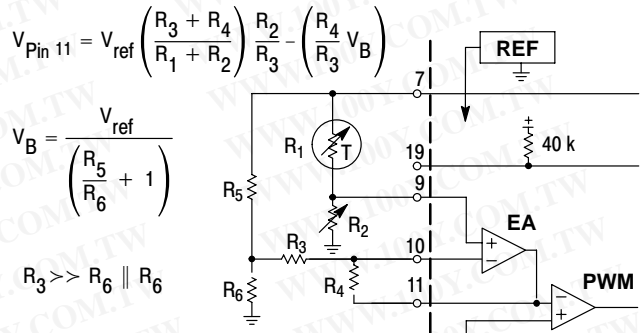 V_Pin 11 = V_ref ( (R_3 + R_4) / (R_1 + R_2) ) R_2 / R_3 - ( R_4 / R_3 V_B )
V_B = V_ref / ( R_5 / R_6 + 1 )
R_3 >> R_6 ∥ R_6
REF
7
R_1
T
+
40 k
19
9
R_5
R_2
EA
+
−
R_3
10
R_6
R_4
11
PWM
−
+
WWW.100Y.COM.TW